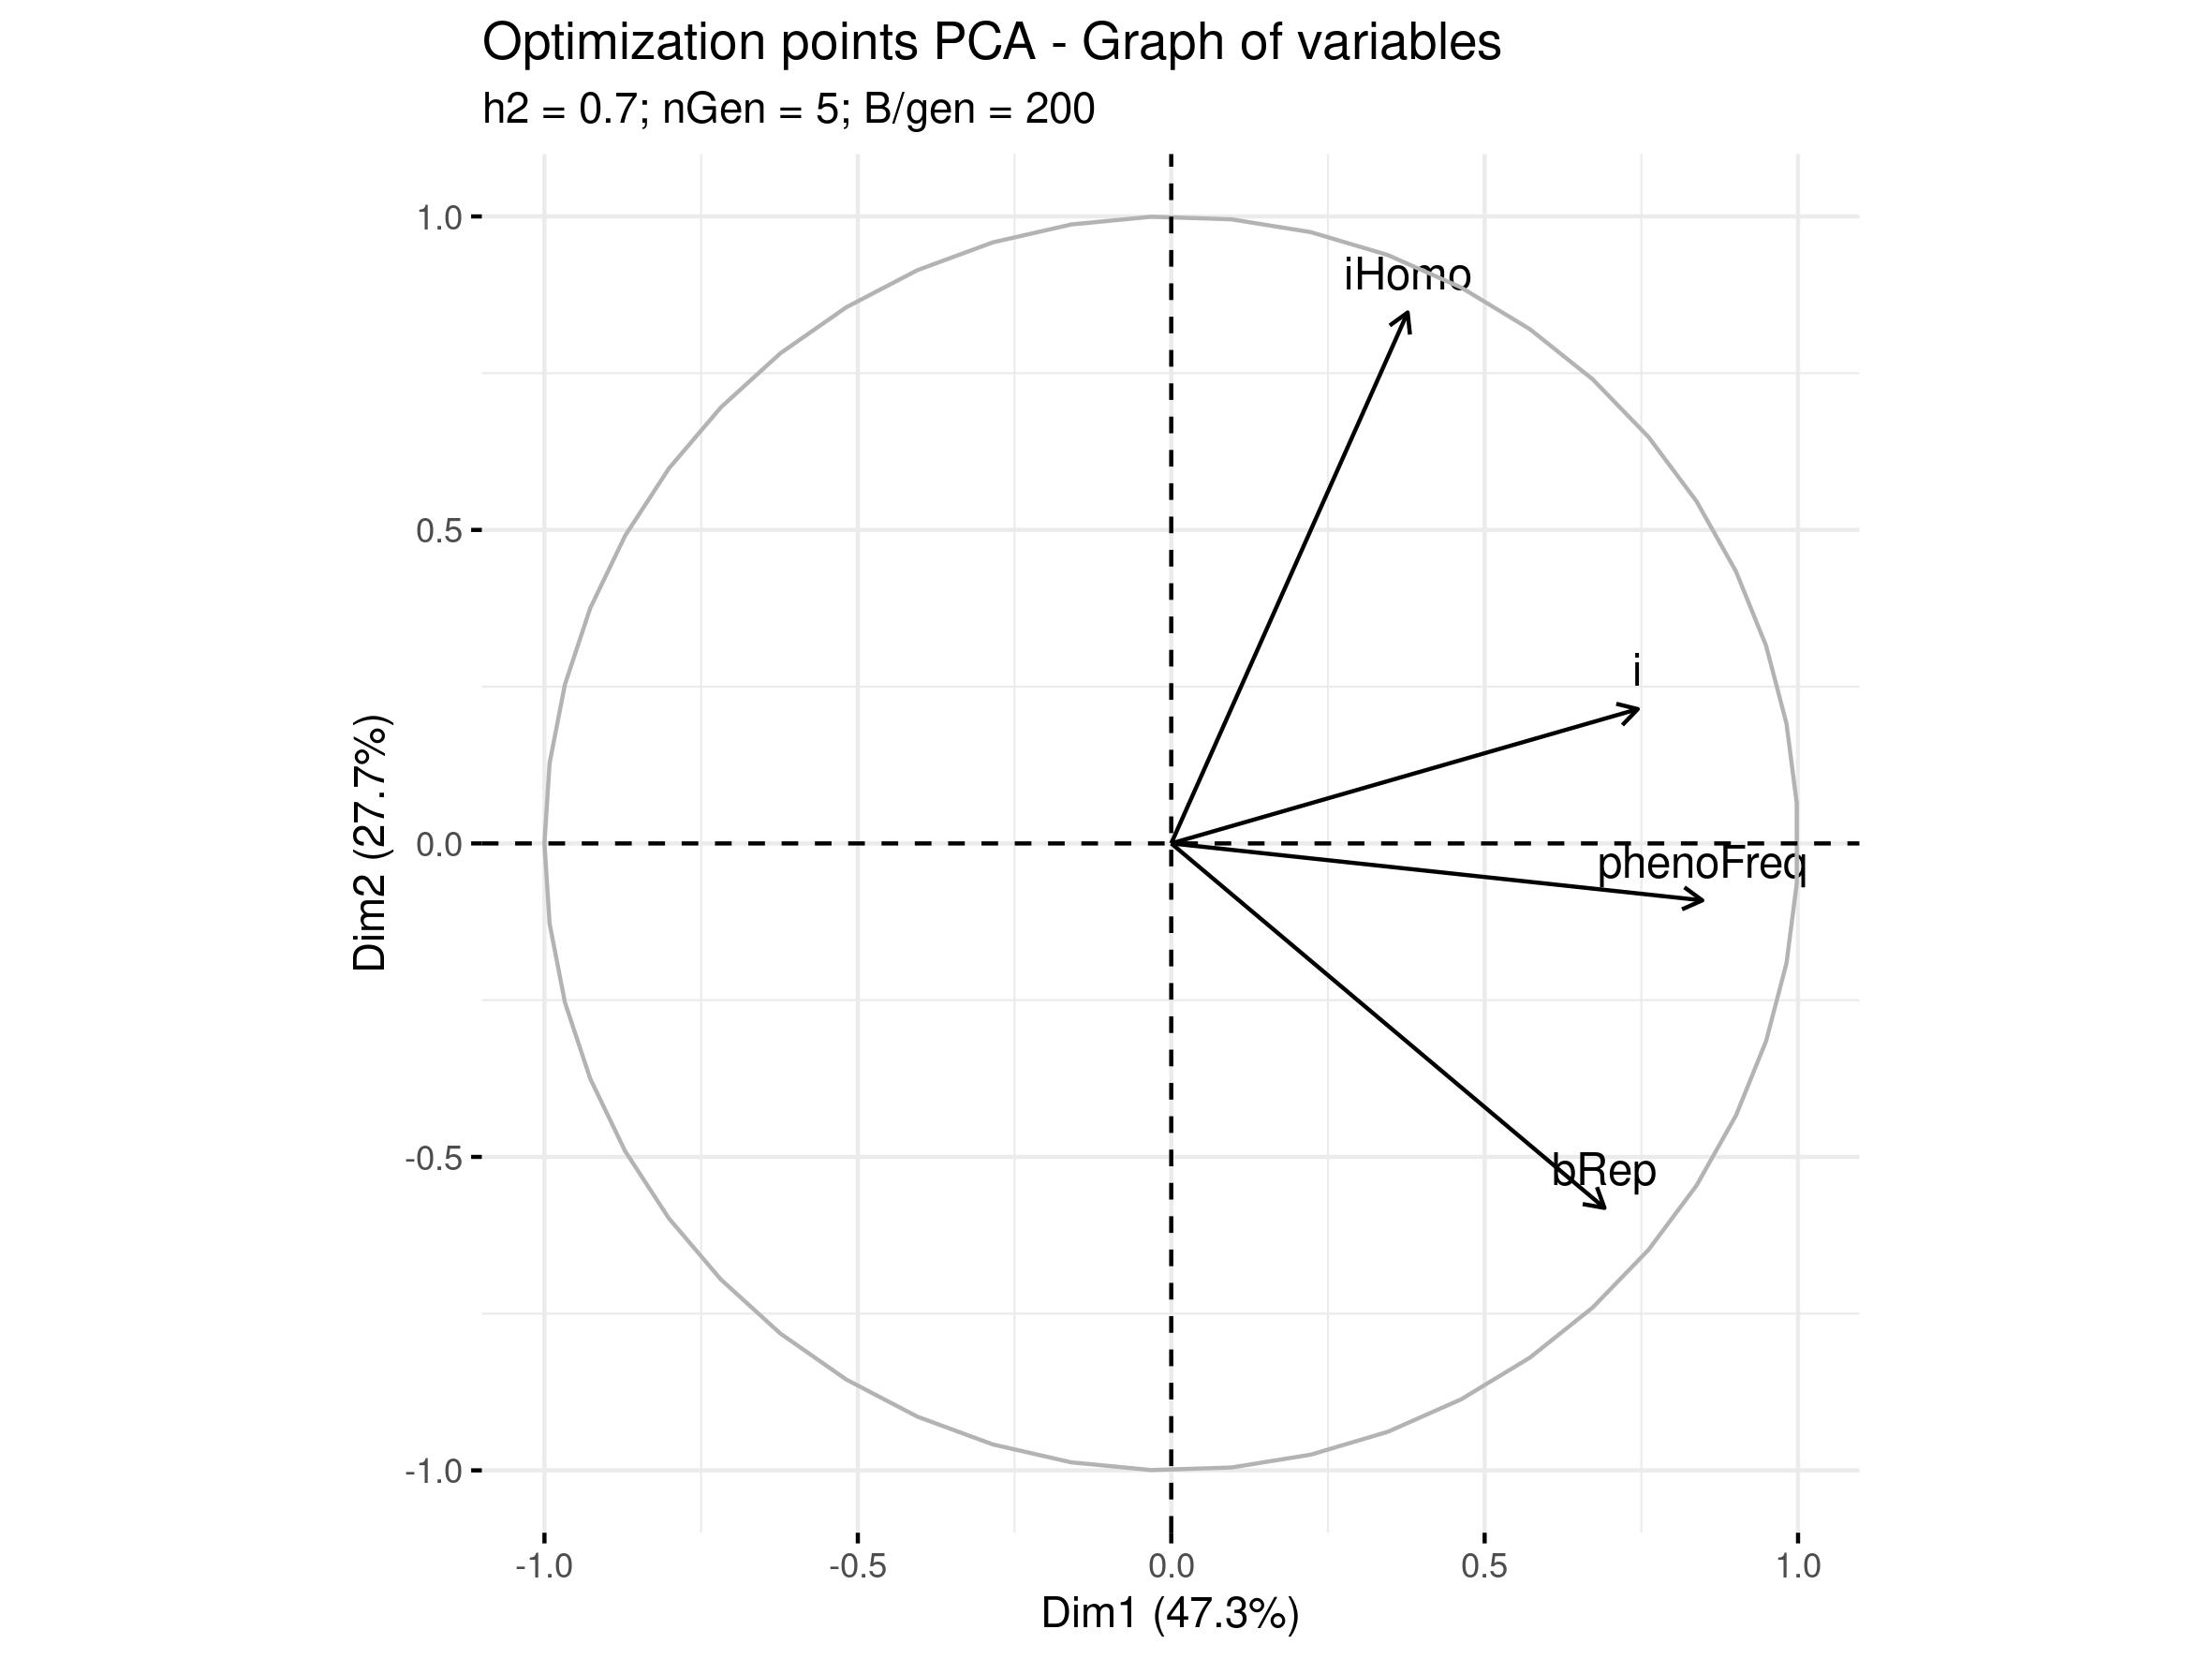 Optimization points PCA - Graph of variables
h2 = 0.7; nGen = 5; B/gen = 200
1.0
0.5
0.0
-0.5
-1.0
Dim2 (27.7%)
iHomo
i
phenoFreq
bRep
-1.0
-0.5
0.0
0.5
1.0
Dim1 (47.3%)